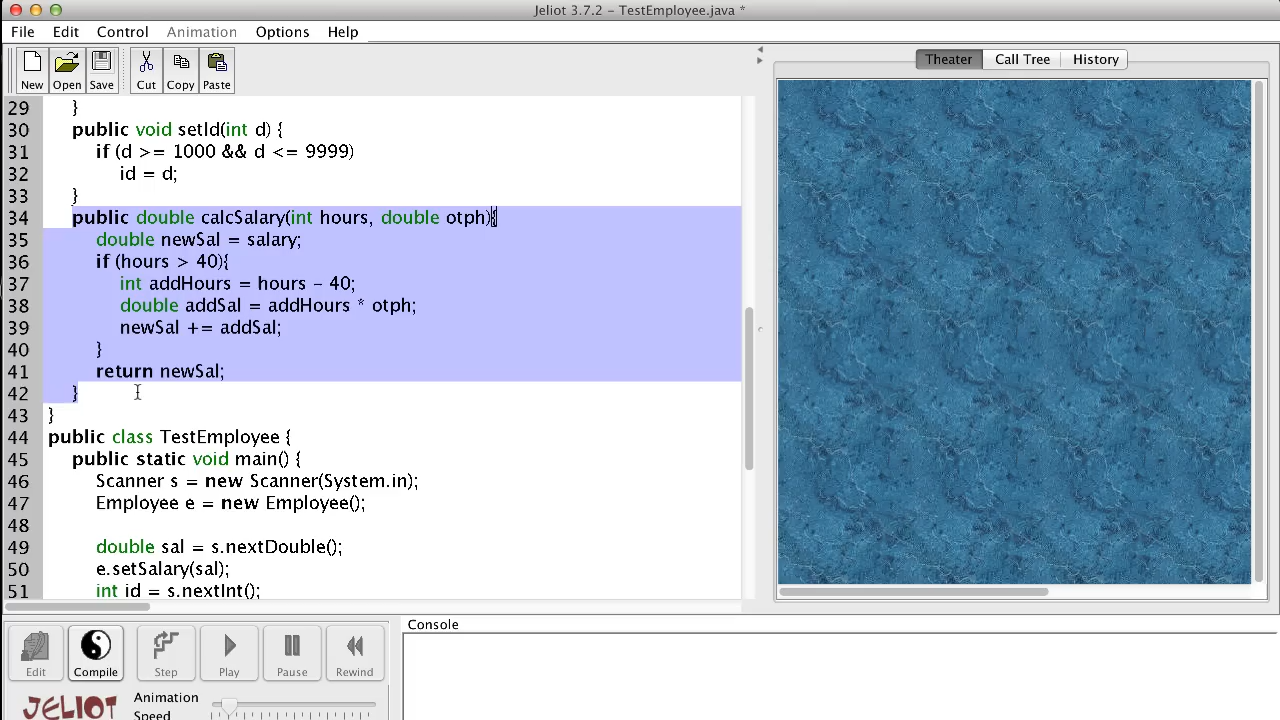 Jeliot 3.7.2 – TestEmployee.java *
File Edit Control Animation Options Help
New Open Save Cut Copy Paste
Theater Call Tree History
29 }
30 public void setId(int d) {
31 if (d >= 1000 && d <= 9999)
32 id = d;
33 }
34 public double calcSalary(int hours, double otph){
35 double newSal = salary;
36 if (hours > 40){
37 int addHours = hours - 40;
38 double addSal = addHours * otph;
39 newSal += addSal;
40 }
41 return newSal;
42 }
43 }
44 public class TestEmployee {
45 public static void main() {
46 Scanner s = new Scanner(System.in);
47 Employee e = new Employee();
48
49 double sal = s.nextDouble();
50 e.setSalary(sal);
51 int id = s.nextInt();
Console
Edit Compile Step Play Pause Rewind
JELIOT
Animation
Speed